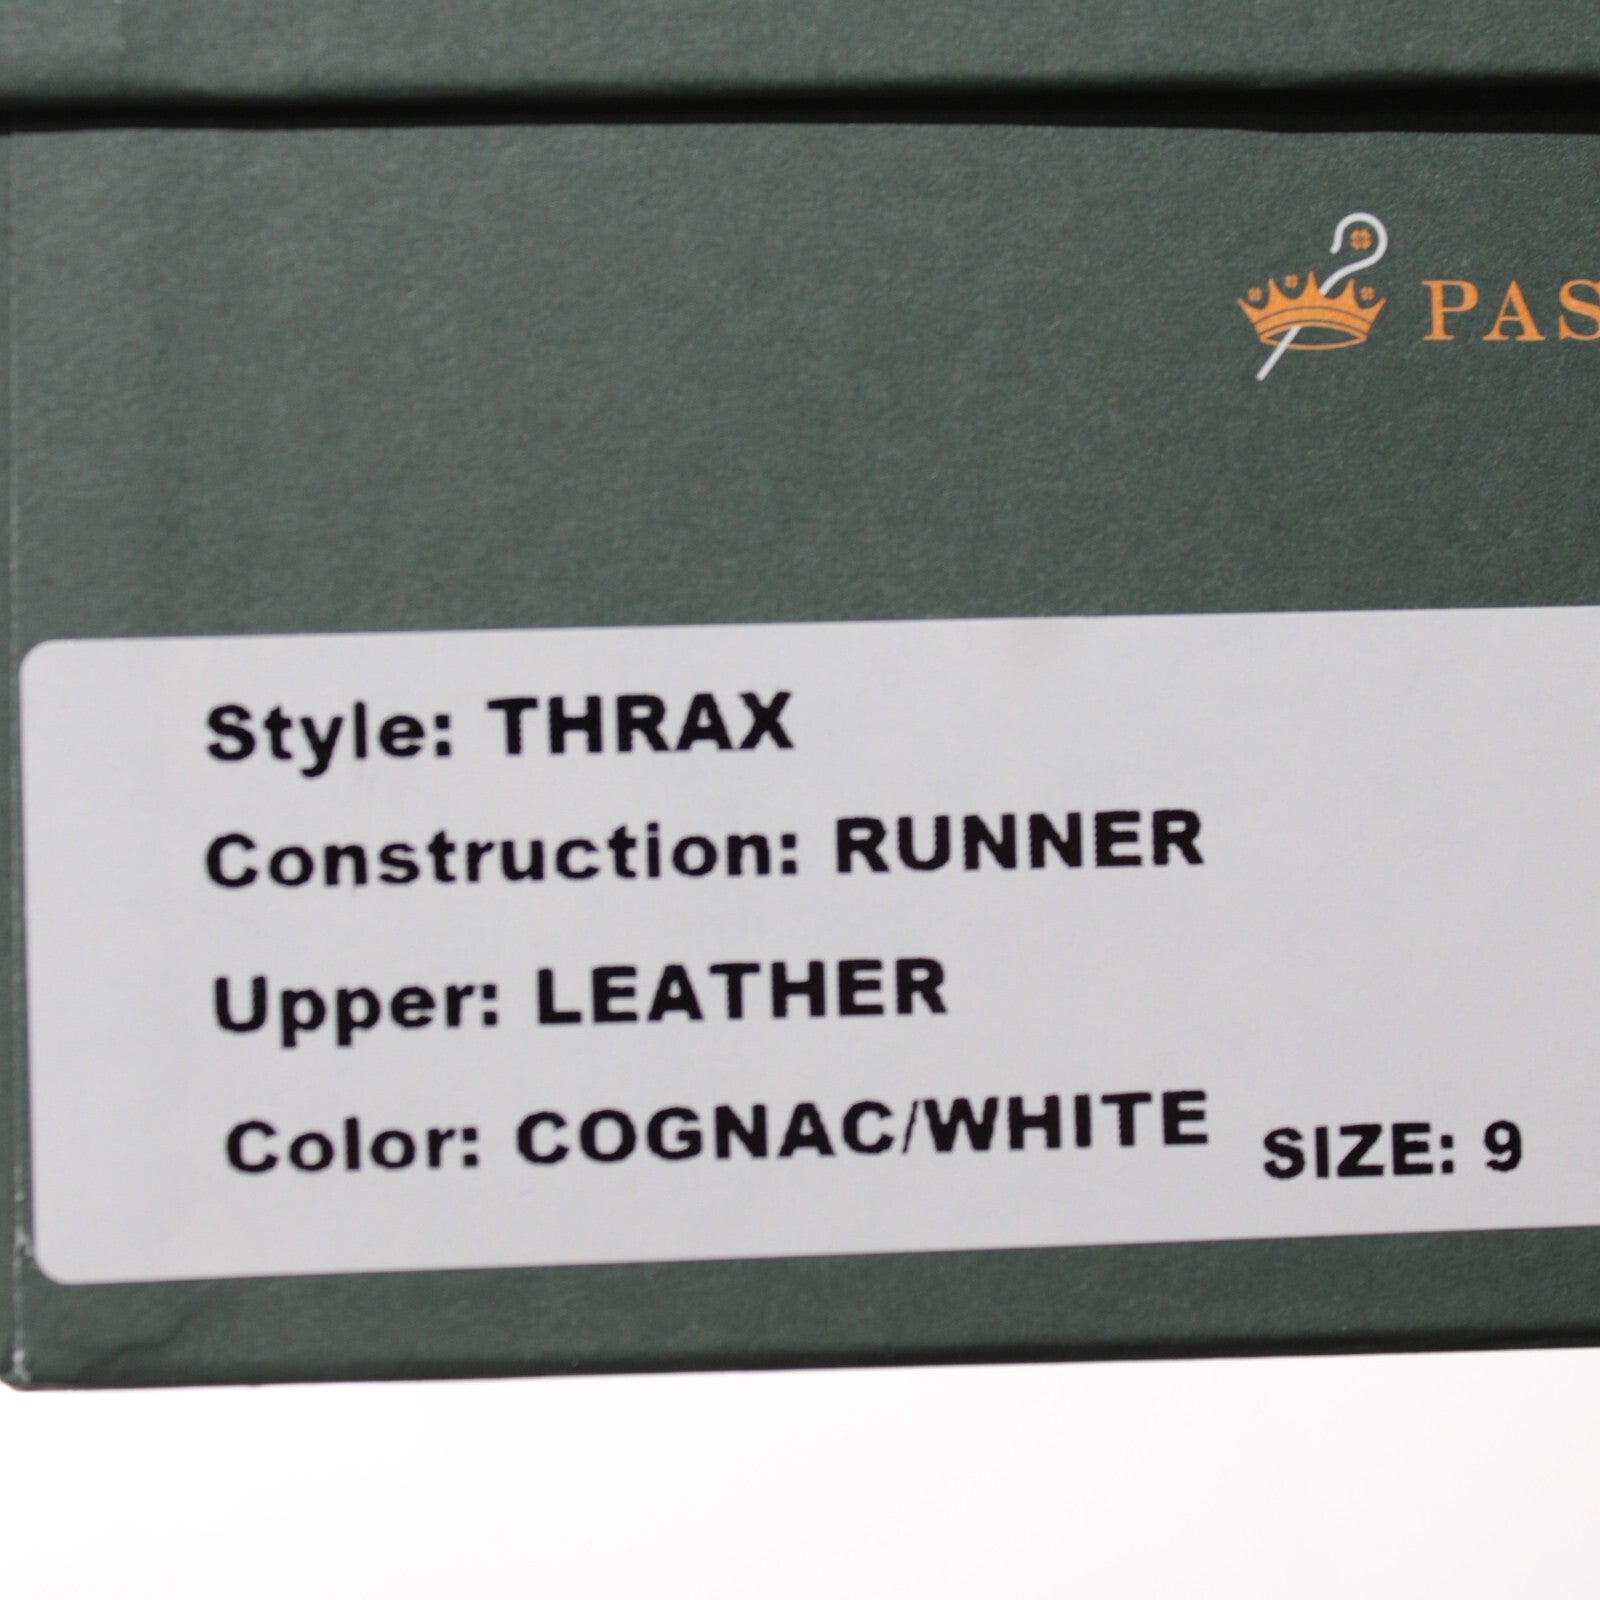 PAS
Style: THRAX
Construction: RUNNER
Upper: LEATHER
Color: COGNAC/WHITE SIZE: 9